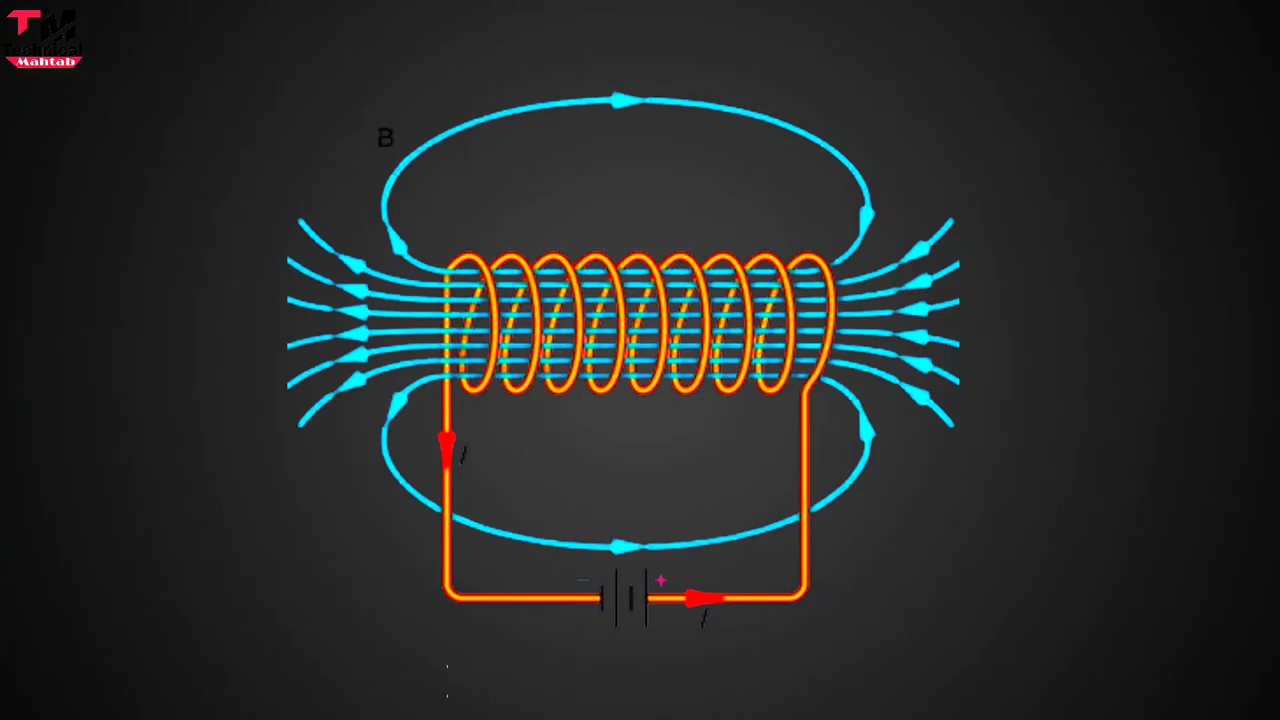 TM
Technical
Mahtab
B
I
− +
I